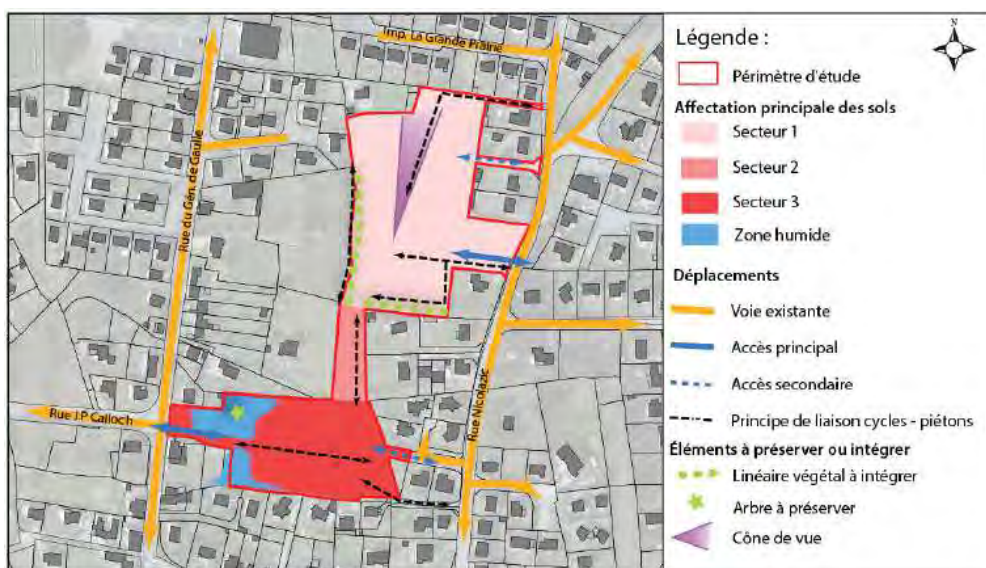 Imp. La Grande Prairie
Rue du Gén. de Gaulle
Rue J.P Calloch
Rue Nicolazic
N
Légende :
Périmètre d'étude
Affectation principale des sols
Secteur 1
Secteur 2
Secteur 3
Zone humide
Déplacements
Voie existante
Accès principal
Accès secondaire
Principe de liaison cycles - piétons
Éléments à préserver ou intégrer
Linéaire végétal à intégrer
Arbre à préserver
Cône de vue